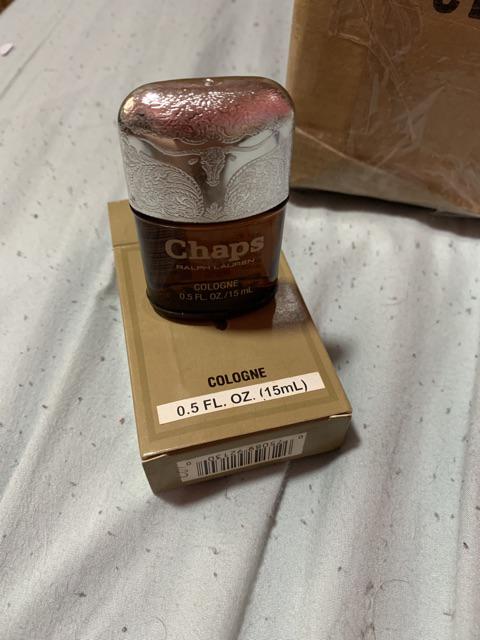 Chaps
RALPH LAUREN
COLOGNE
0.5 FL. OZ./15 mL
COLOGNE
0.5 FL. OZ. (15mL)